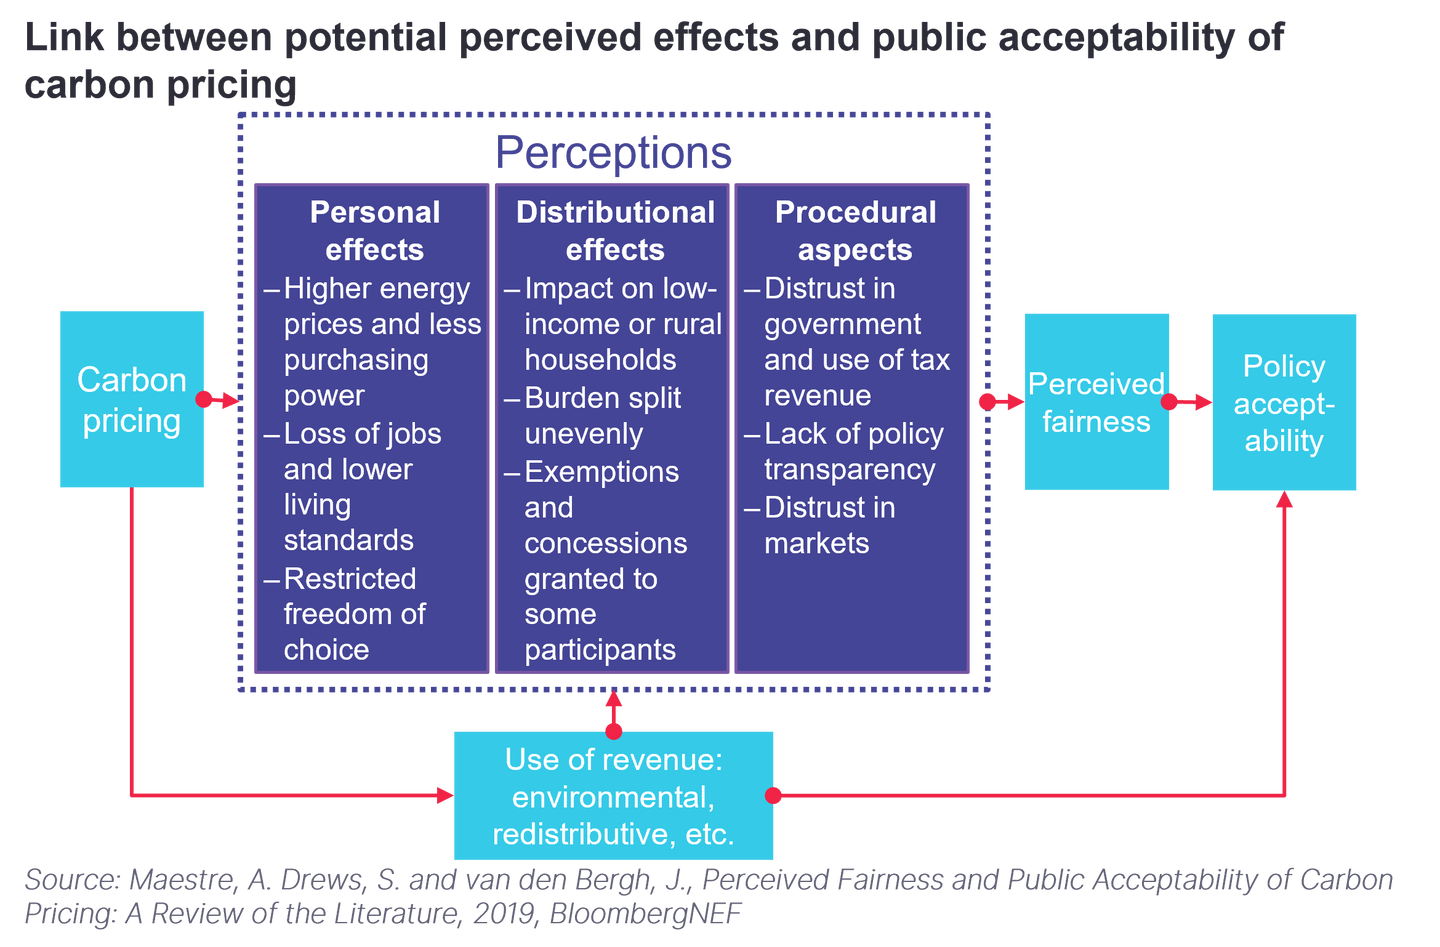 Link between potential perceived effects and public acceptability of
carbon pricing
Perceptions
Carbon
pricing
Personal
effects
–Higher energy
prices and less
purchasing
power
–Loss of jobs
and lower
living
standards
–Restricted
freedom of
choice
Distributional
effects
–Impact on low-
income or rural
households
–Burden split
unevenly
–Exemptions
and
concessions
granted to
some
participants
Procedural
aspects
–Distrust in
government
and use of tax
revenue
–Lack of policy
transparency
–Distrust in
markets
Perceived
fairness
Policy
accept-
ability
Use of revenue:
environmental,
redistributive, etc.
Source: Maestre, A. Drews, S. and van den Bergh, J., Perceived Fairness and Public Acceptability of Carbon
Pricing: A Review of the Literature, 2019, BloombergNEF